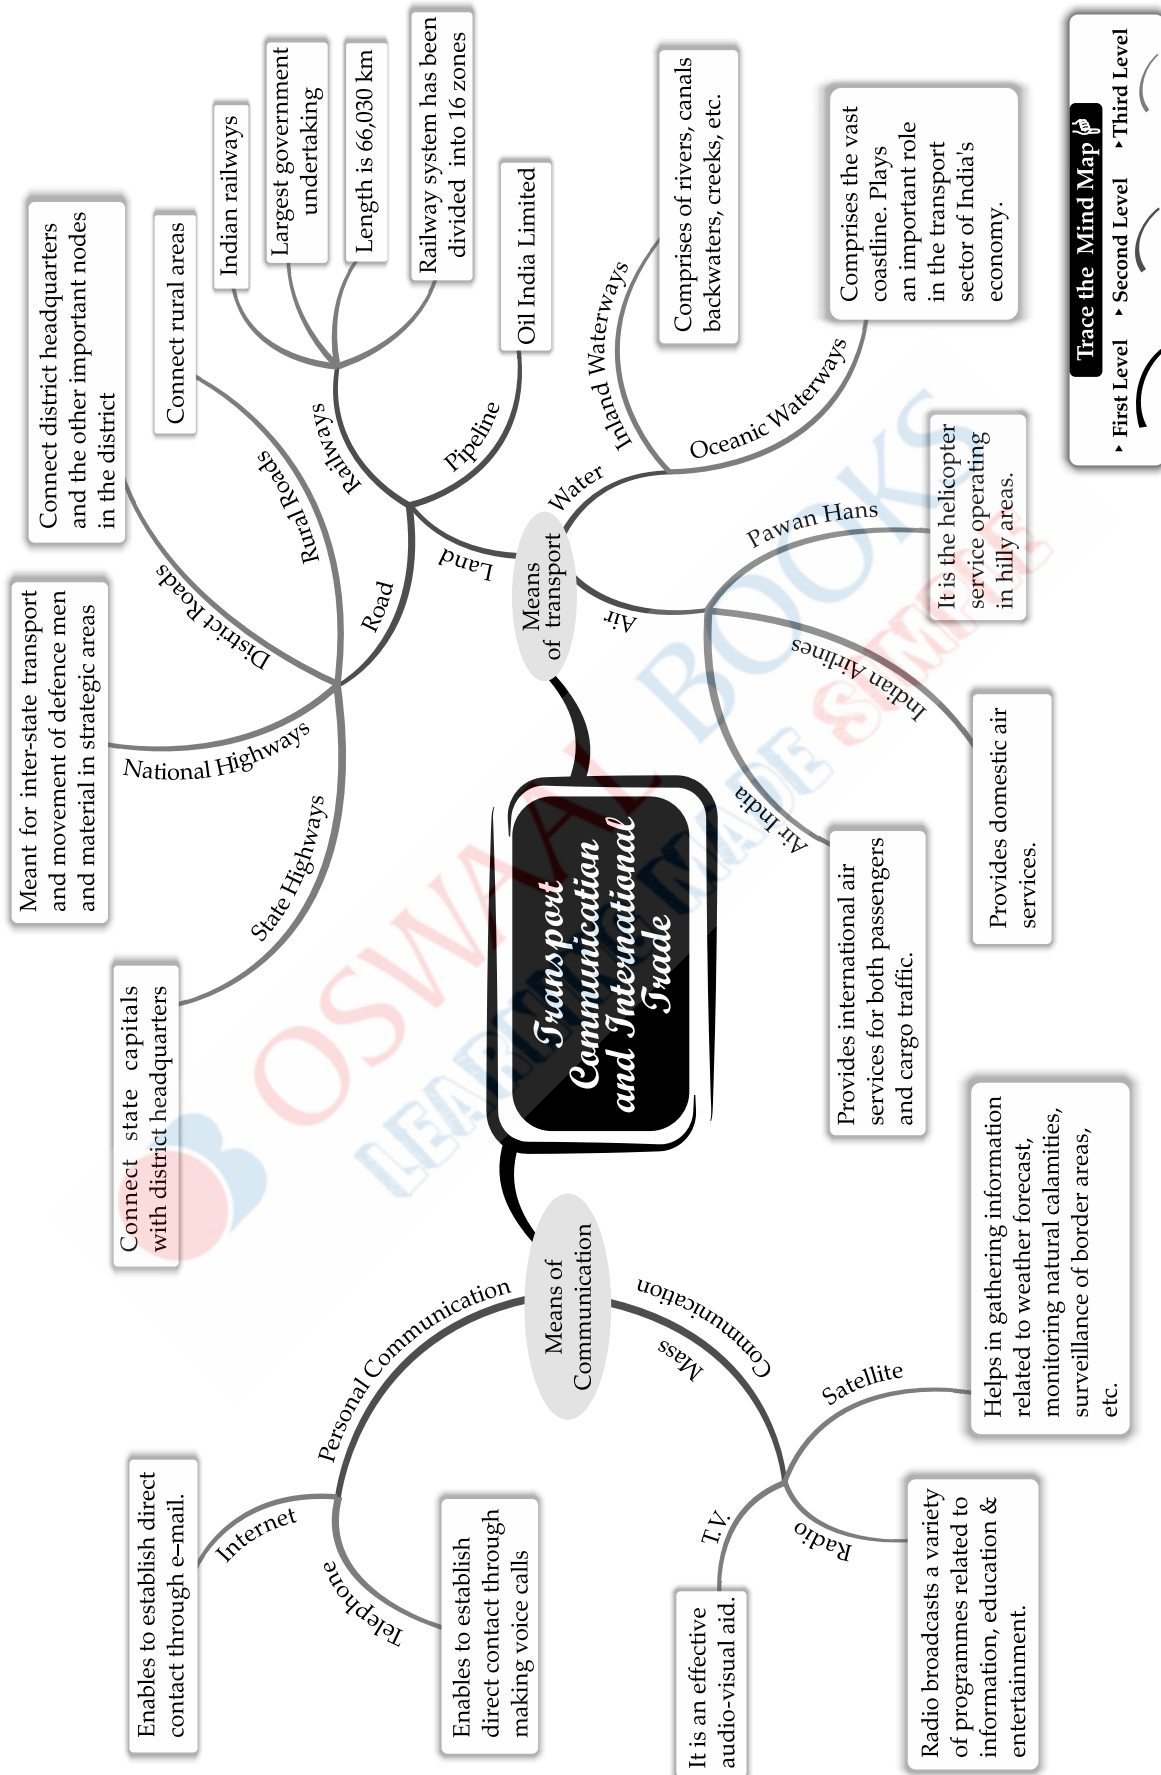 Transport
Communication
and International
Trade
Means
of transport
Land
Road
State Highways
Connect state capitals
with district headquarters
National Highways
Meant for inter-state transport
and movement of defence men
and material in strategic areas
District Roads
Connect district headquarters
and the other important nodes
in the district
Rural Roads
Connect rural areas
Railways
Indian railways
Largest government
undertaking
Length is 66,030 km
Railway system has been
divided into 16 zones
Pipeline
Oil India Limited
Water
Inland Waterways
Comprises of rivers, canals
backwaters, creeks, etc.
Oceanic Waterways
Comprises the vast
coastline. Plays
an important role
in the transport
sector of India's
economy.
Air
Pawan Hans
It is the helicopter
service operating
in hilly areas.
Indian Airlines
Provides domestic air
services.
Air India
Provides international air
services for both passengers
and cargo traffic.
Means of
Communication
Personal Communication
Internet
Enables to establish direct
contact through e–mail.
Telephone
Enables to establish
direct contact through
making voice calls
Mass
Communication
T.V.
It is an effective
audio-visual aid.
Radio
Radio broadcasts a variety
of programmes related to
information, education &
entertainment.
Satellite
Helps in gathering information
related to weather forecast,
monitoring natural calamities,
surveillance of border areas,
etc.
Trace the Mind Map
First Level Second Level Third Level
OSWAAL BOOKS
LEARNING MADE SIMPLE